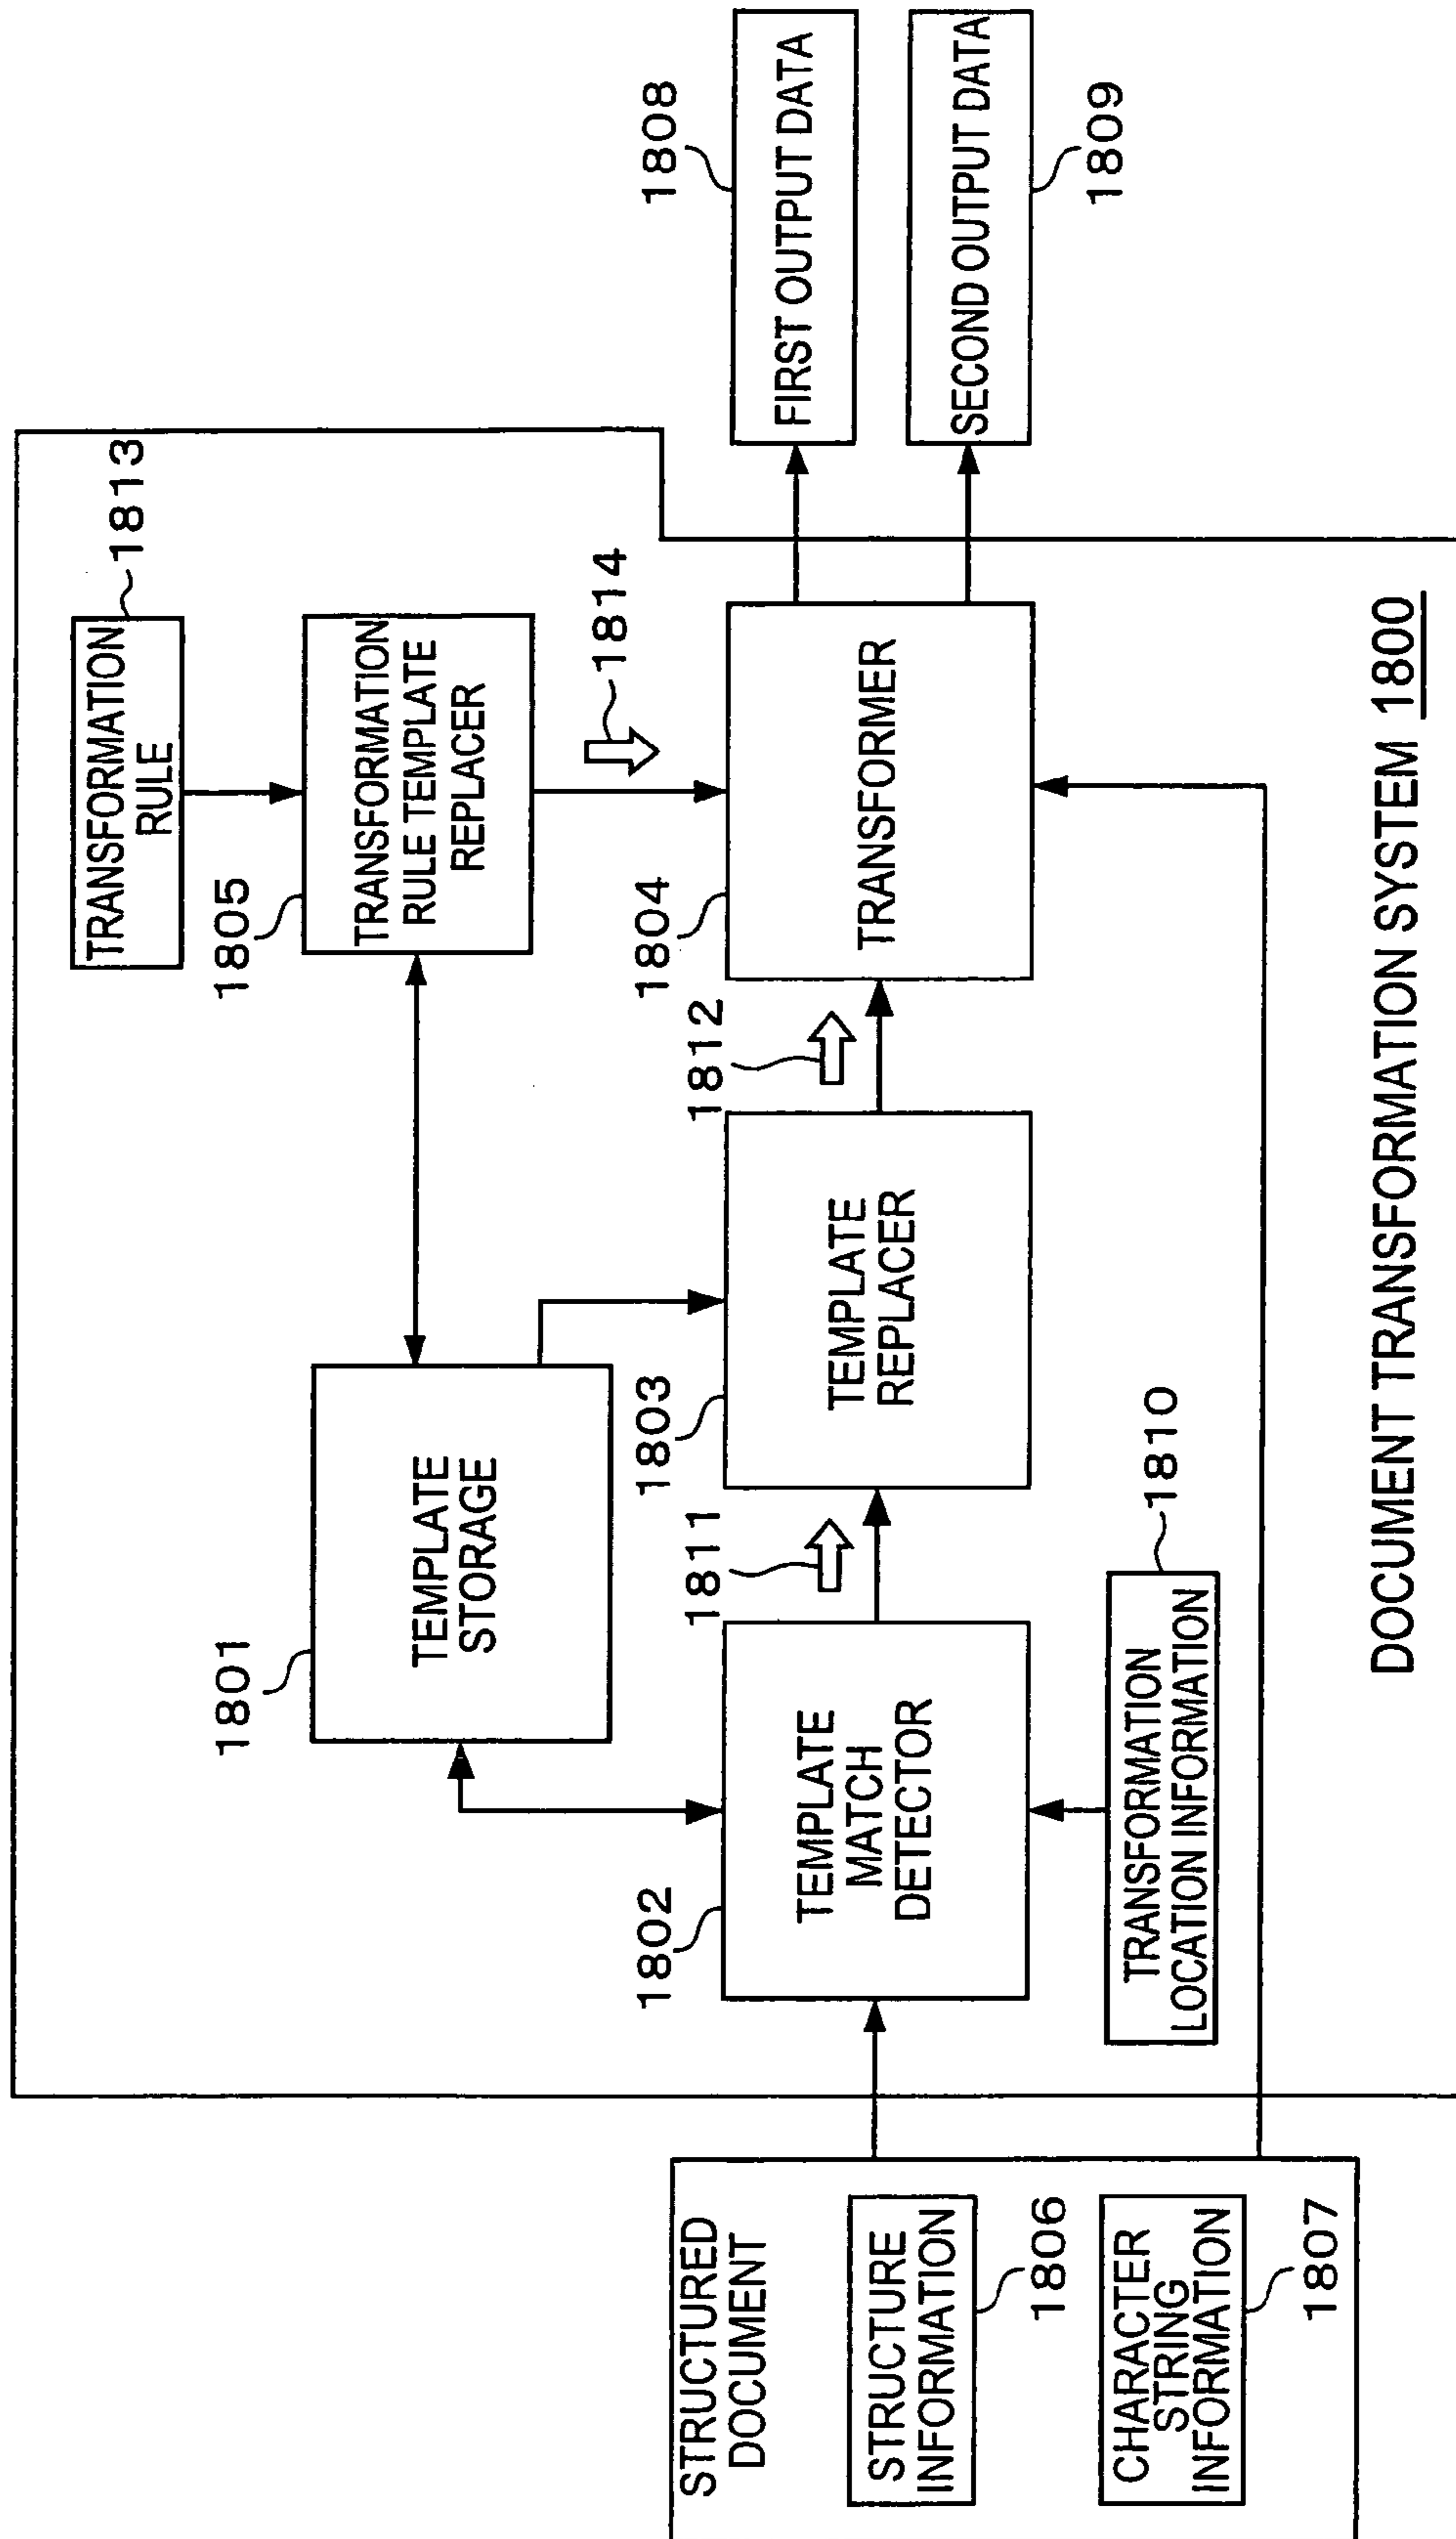 STRUCTURED
DOCUMENT
STRUCTURE
INFORMATION
1806
CHARACTER
STRING
INFORMATION
1807
1801
TEMPLATE
STORAGE
1802
TEMPLATE
MATCH
DETECTOR
1811
TRANSFORMATION
LOCATION INFORMATION
1810
1803
TEMPLATE
REPLACER
1812
TRANSFORMATION
RULE
1813
1805
TRANSFORMATION
RULE TEMPLATE
REPLACER
1814
1804
TRANSFORMER
1808
FIRST OUTPUT DATA
SECOND OUTPUT DATA
1809
DOCUMENT TRANSFORMATION SYSTEM 1800